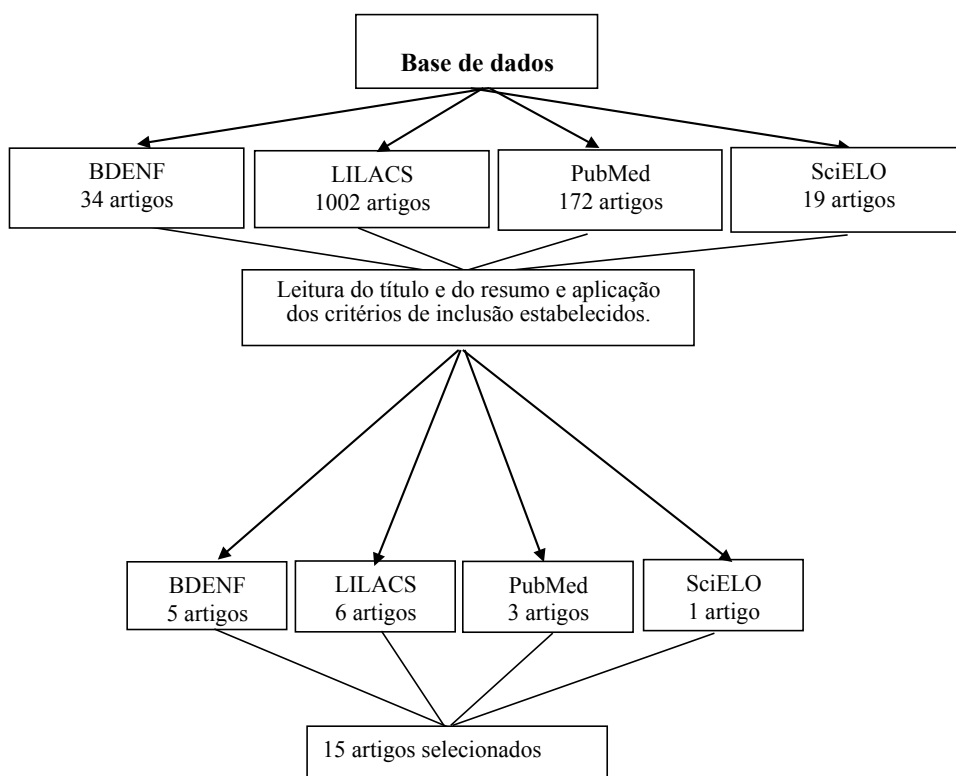 Base de dados
BDENF
34 artigos
LILACS
1002 artigos
PubMed
172 artigos
SciELO
19 artigos
Leitura do título e do resumo e aplicação
dos critérios de inclusão estabelecidos.
BDENF
5 artigos
LILACS
6 artigos
PubMed
3 artigos
SciELO
1 artigo
15 artigos selecionados